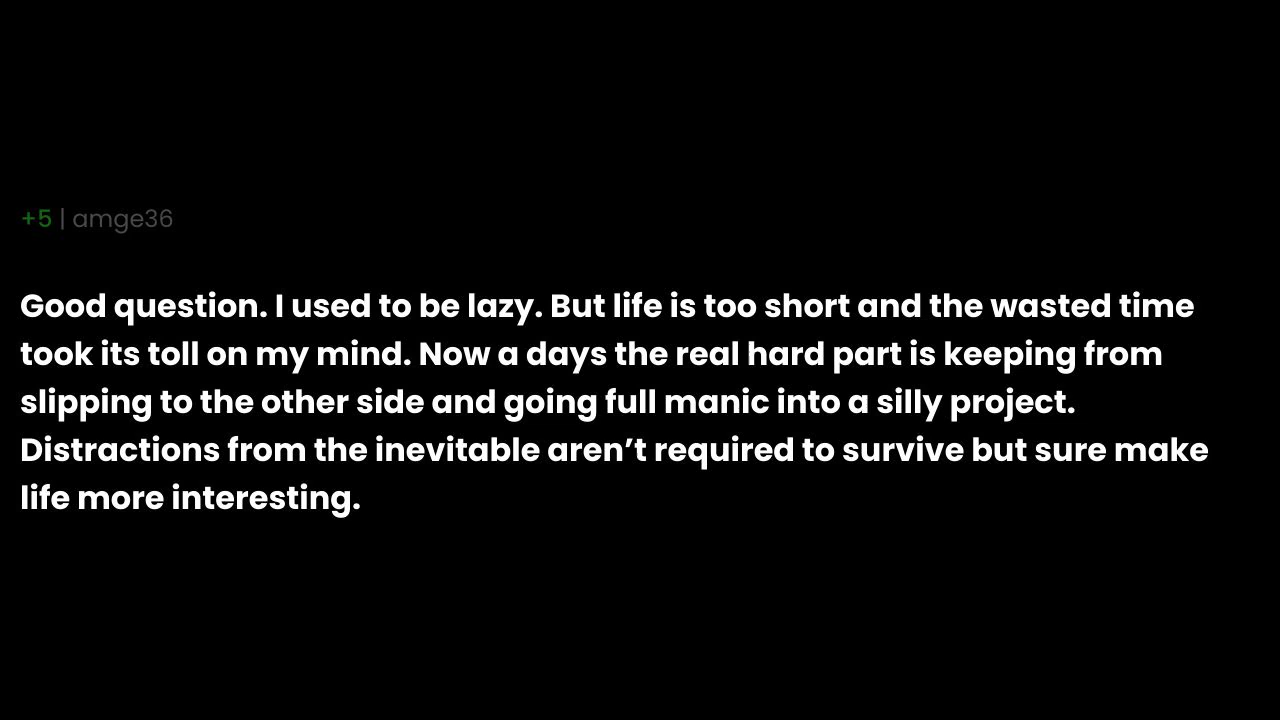 +5 | amge36
Good question. I used to be lazy. But life is too short and the wasted time
took its toll on my mind. Now a days the real hard part is keeping from
slipping to the other side and going full manic into a silly project.
Distractions from the inevitable aren’t required to survive but sure make
life more interesting.